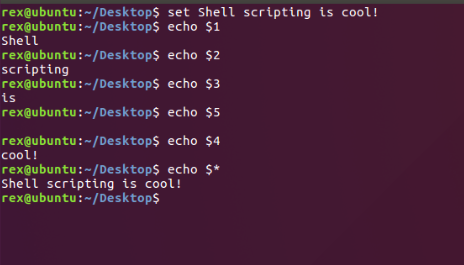 rex@ubuntu:~/Desktop$ set Shell scripting is cool!
rex@ubuntu:~/Desktop$ echo $1
Shell
rex@ubuntu:~/Desktop$ echo $2
scripting
rex@ubuntu:~/Desktop$ echo $3
is
rex@ubuntu:~/Desktop$ echo $5

rex@ubuntu:~/Desktop$ echo $4
cool!
rex@ubuntu:~/Desktop$ echo $*
Shell scripting is cool!
rex@ubuntu:~/Desktop$